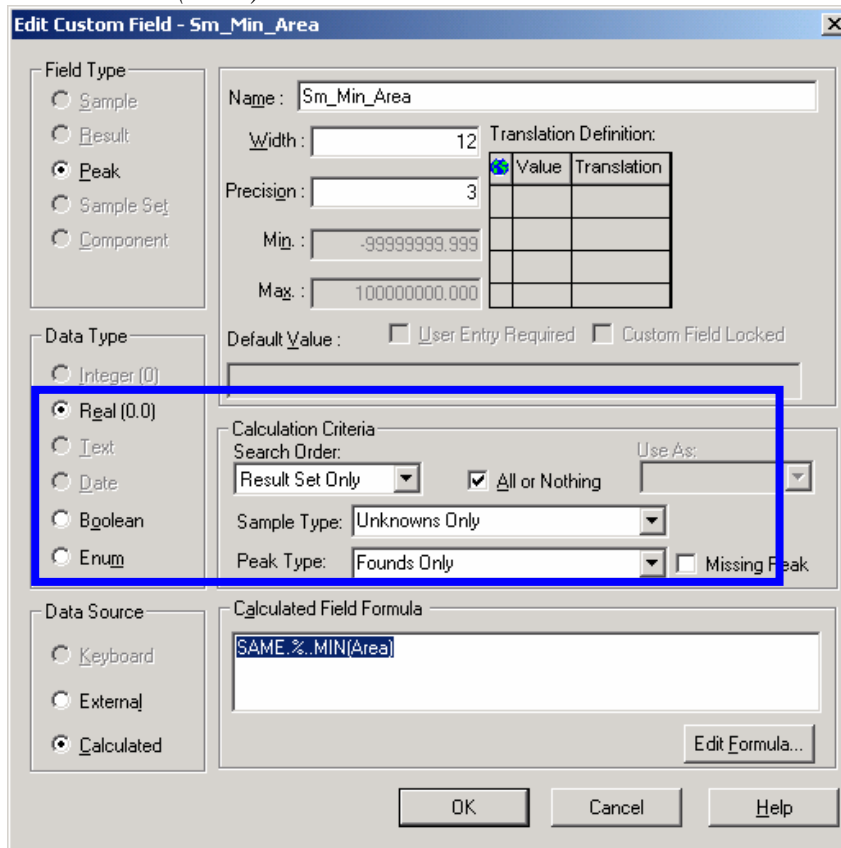 Edit Custom Field - Sm_Min_Area
Field Type
Sample
Result
Peak
Sample Set
Component
Name : Sm_Min_Area
Width : 12
Precision : 3
Min. : -99999999.999
Max. : 100000000.000
Translation Definition:
Value Translation
Default Value : User Entry Required Custom Field Locked
Data Type
Integer (0)
Real (0.0)
Text
Date
Boolean
Enum
Calculation Criteria
Search Order: Use As:
Result Set Only All or Nothing
Sample Type: Unknowns Only
Peak Type: Founds Only Missing Peak
Data Source
Keyboard
External
Calculated
Calculated Field Formula
SAME.%..MIN(Area)
Edit Formula...
OK Cancel Help